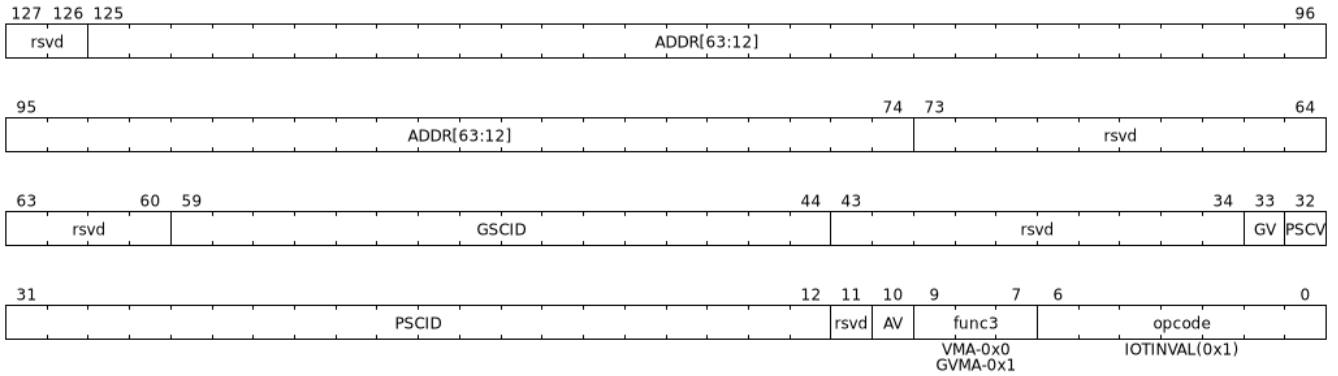 127 126 125 96
rsvd ADDR[63:12]
95 74 73 64
ADDR[63:12] rsvd
63 60 59 44 43 34 33 32
rsvd GSCID rsvd GV PSCV
31 12 11 10 9 7 6 0
PSCID rsvd AV func3 opcode
VMA-0x0 IOTINVAL(0x1)
GVMA-0x1